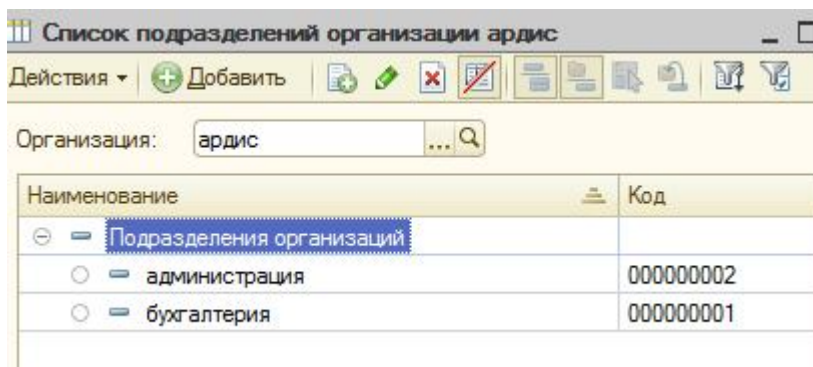 Список подразделений организации ардис
Действия Добавить
Организация: ардис ...
Наименование Код
Подразделения организаций
администрация 000000002
бухгалтерия 000000001